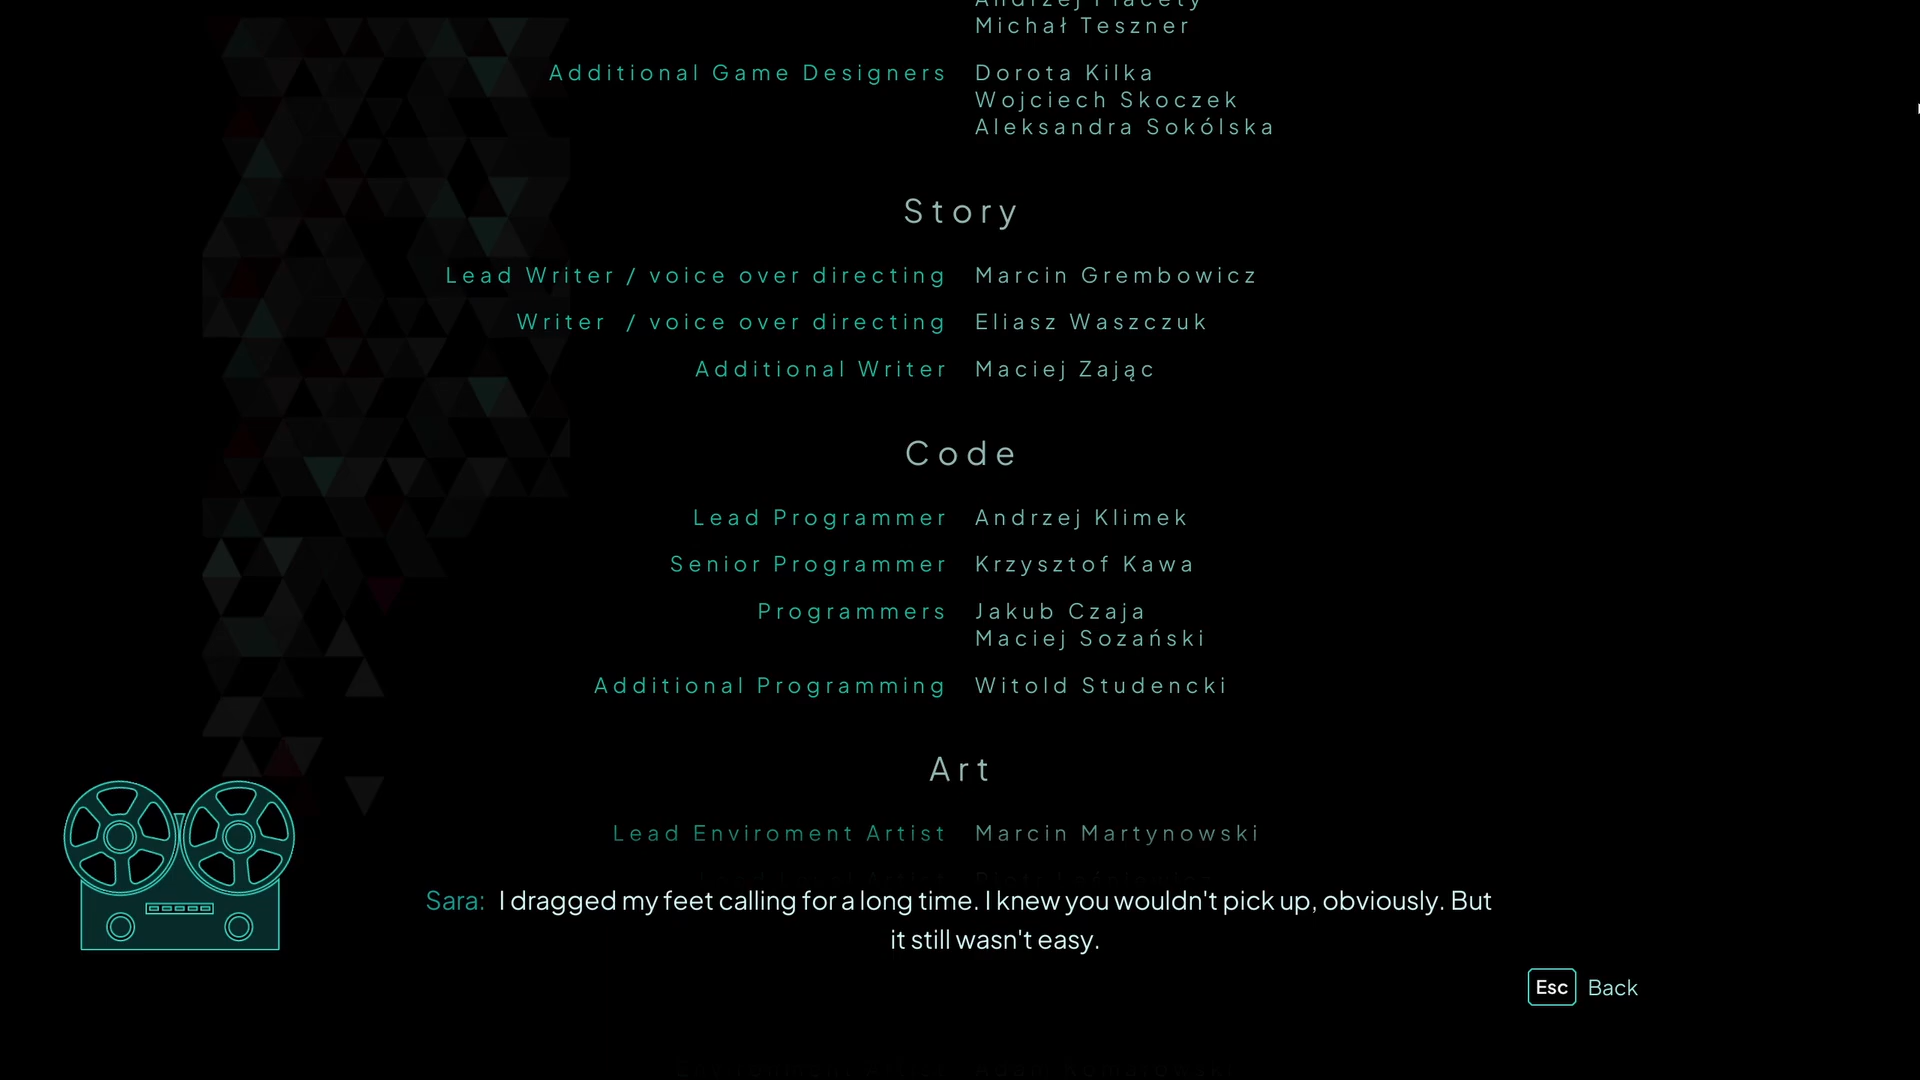 Michał Teszner
Additional Game Designers Dorota Kilka
Wojciech Skoczek
Aleksandra Sokólska
Story
Lead Writer / voice over directing Marcin Grembowicz
Writer / voice over directing Eliasz Waszczuk
Additional Writer Maciej Zając
Code
Lead Programmer Andrzej Klimek
Senior Programmer Krzysztof Kawa
Programmers Jakub Czaja
Maciej Sozański
Additional Programming Witold Studencki
Art
Lead Enviroment Artist Marcin Martynowski
Sara: I dragged my feet calling for a long time. I knew you wouldn't pick up, obviously. But
it still wasn't easy.
Esc Back